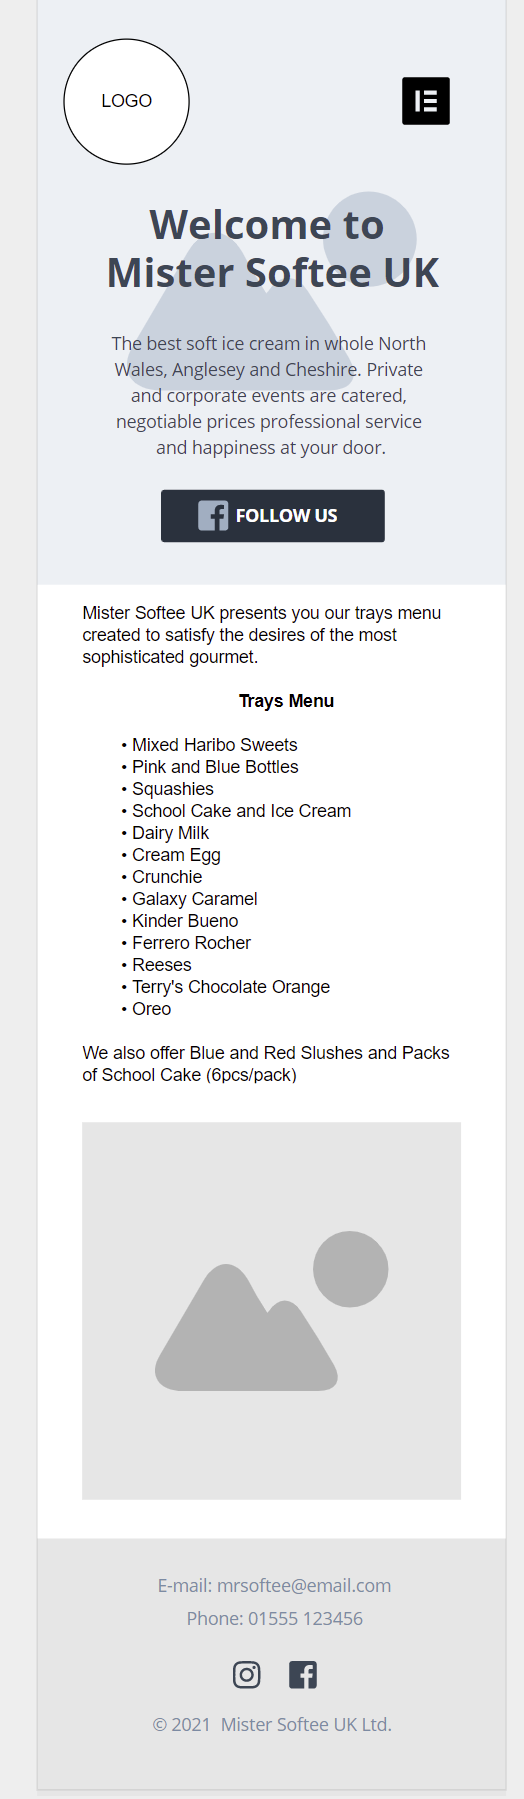 LOGO
Welcome to
Mister Softee UK
The best soft ice cream in whole North
Wales, Anglesey and Cheshire. Private
and corporate events are catered,
negotiable prices professional service
and happiness at your door.
FOLLOW US
Mister Softee UK presents you our trays menu
created to satisfy the desires of the most
sophisticated gourmet.
Trays Menu
• Mixed Haribo Sweets
• Pink and Blue Bottles
• Squashies
• School Cake and Ice Cream
• Dairy Milk
• Cream Egg
• Crunchie
• Galaxy Caramel
• Kinder Bueno
• Ferrero Rocher
• Reeses
• Terry's Chocolate Orange
• Oreo
We also offer Blue and Red Slushes and Packs
of School Cake (6pcs/pack)
E-mail: mrsoftee@email.com
Phone: 01555 123456
© 2021 Mister Softee UK Ltd.